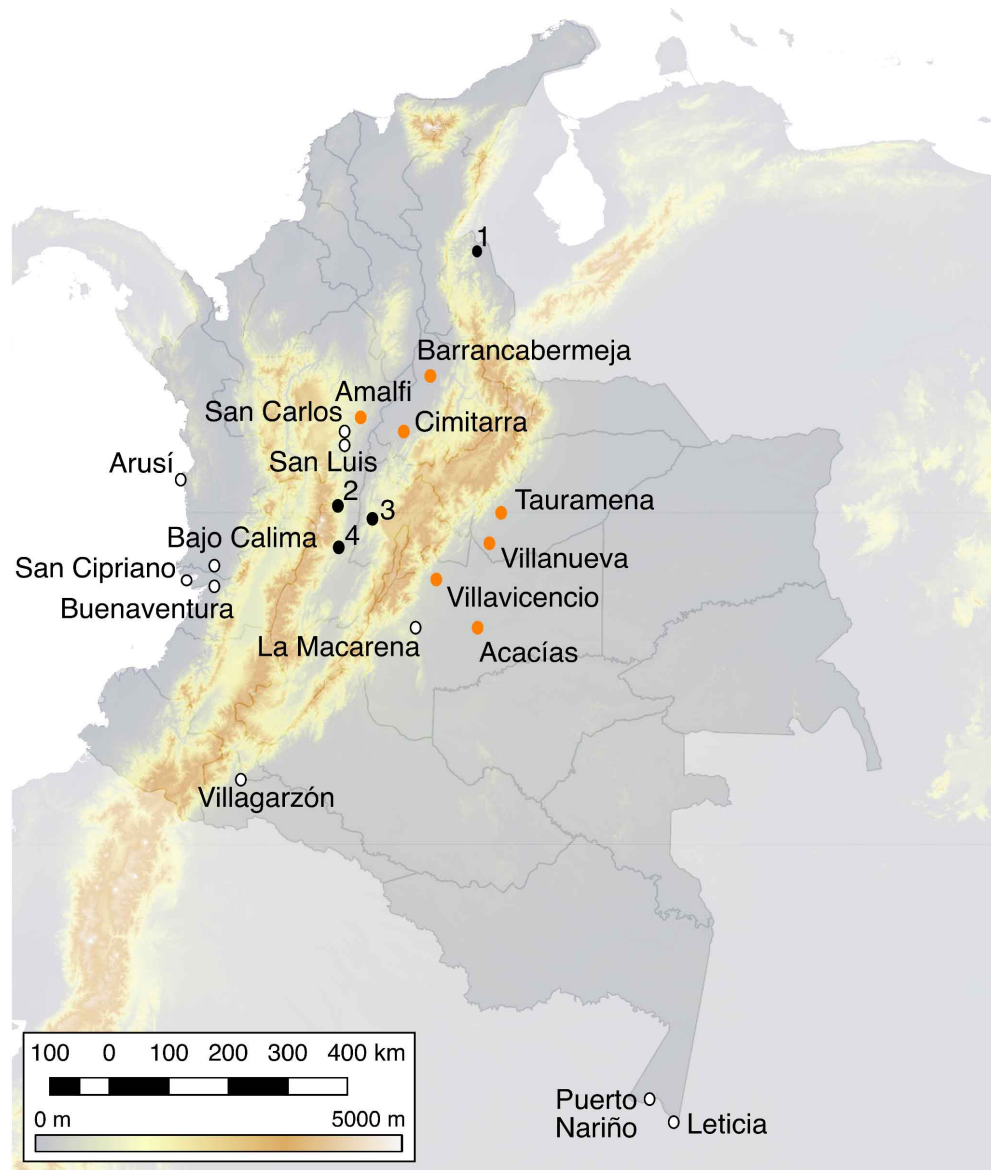 1
Barrancabermeja
Amalfi
San Carlos
Cimitarra
San Luis
Arusí
2
Tauramena
3
Bajo Calima
4
Villanueva
San Cipriano
Villavicencio
Buenaventura
La Macarena
Acacías
Villagarzón
100 0 100 200 300 400 km
0 m 5000 m
Puerto
Nariño
Leticia